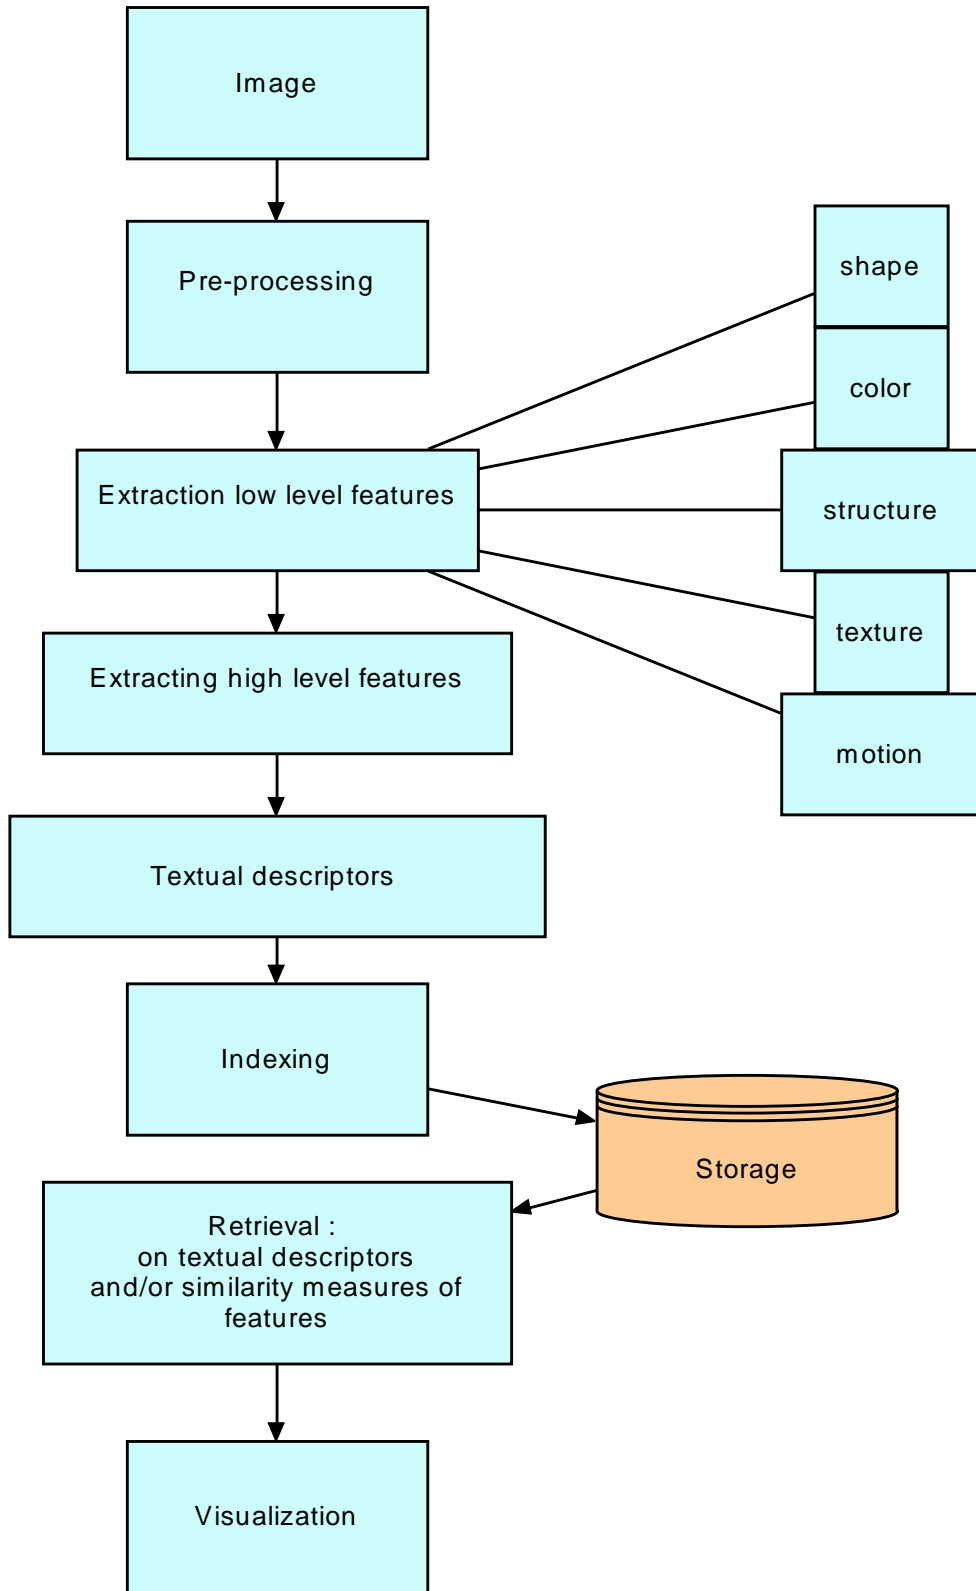 Image
Pre-processing
shape
color
Extraction low level features
structure
texture
Extracting high level features
motion
Textual descriptors
Indexing
Storage
Retrieval :
on textual descriptors
and/or similarity measures of
features
Visualization